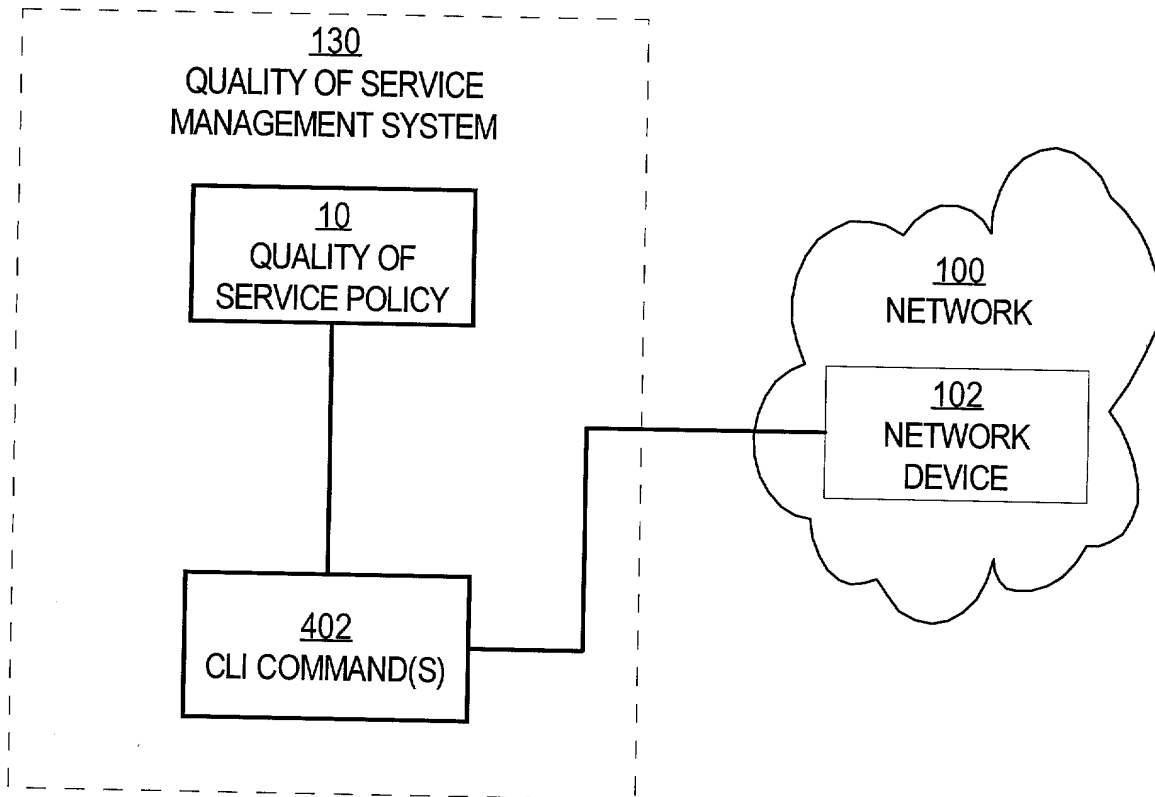 130
QUALITY OF SERVICE
MANAGEMENT SYSTEM
10
QUALITY OF
SERVICE POLICY
402
CLI COMMAND(S)
100
NETWORK
102
NETWORK
DEVICE